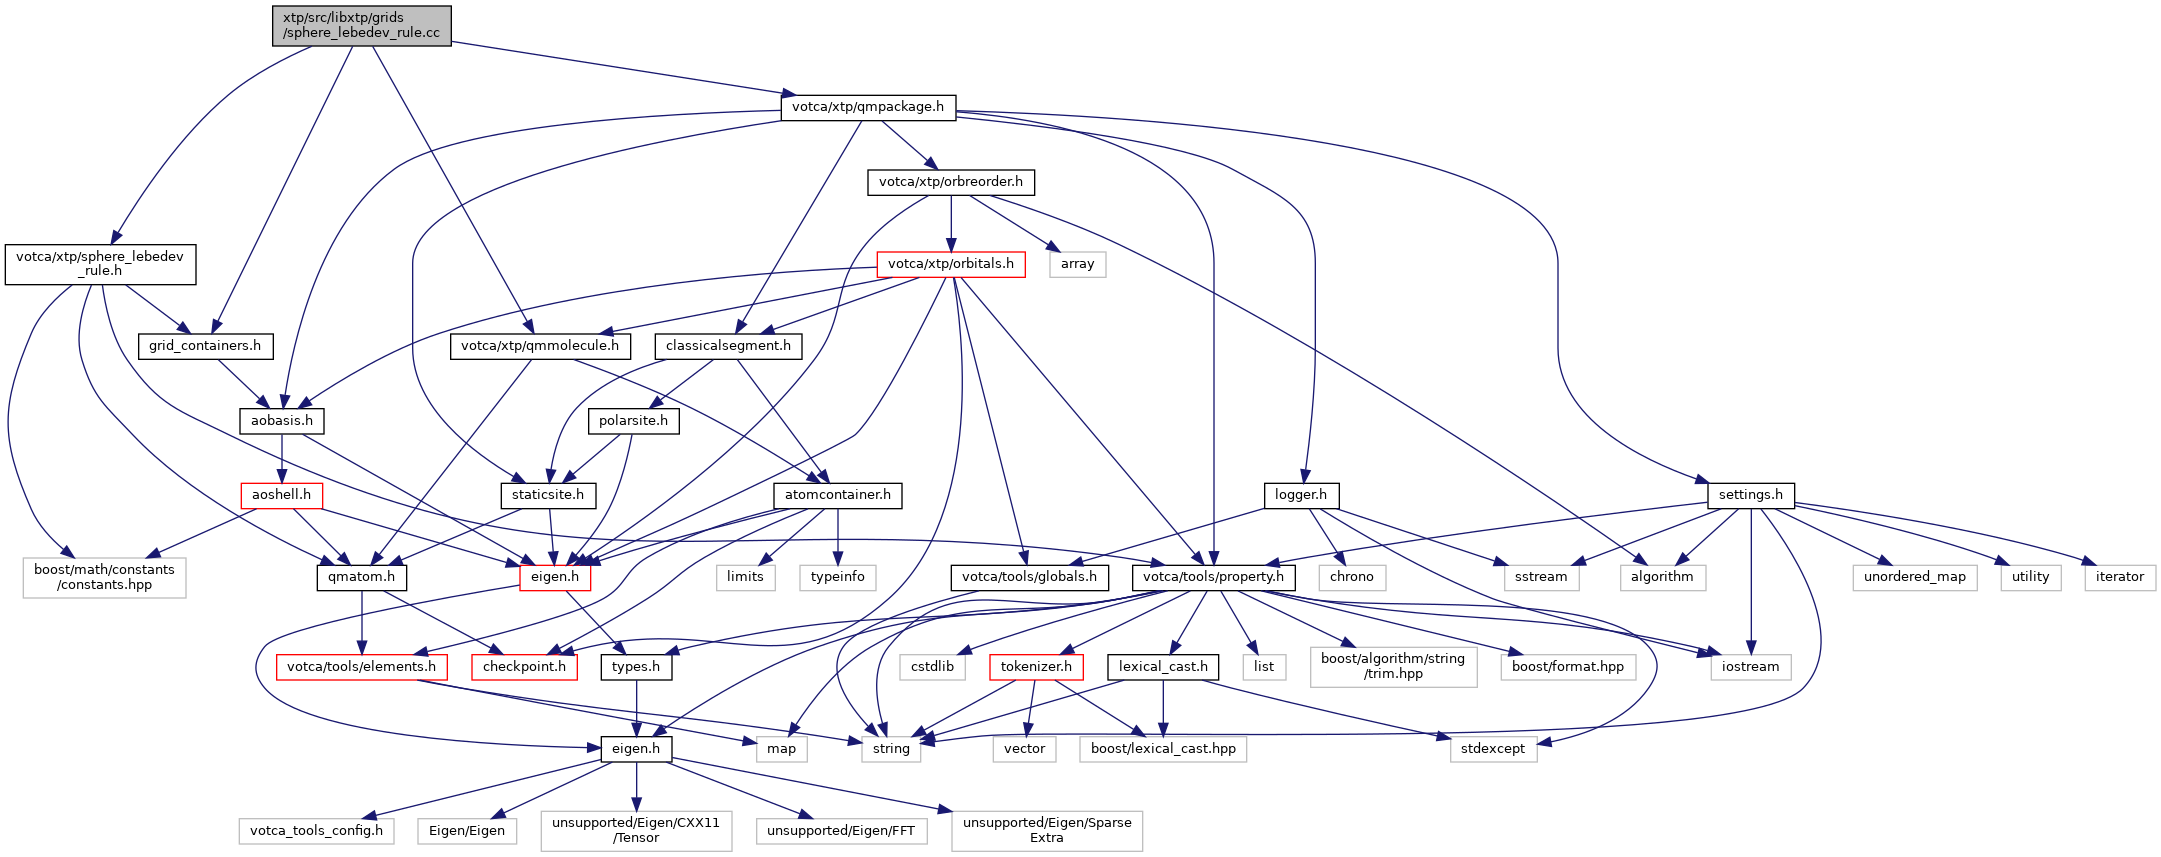 xtp/src/libxtp/grids
/sphere_lebedev_rule.cc
votca/xtp/qmpackage.h
votca/xtp/orbreorder.h
votca/xtp/sphere_lebedev
_rule.h
votca/xtp/orbitals.h
array
grid_containers.h
votca/xtp/qmmolecule.h
classicalsegment.h
aobasis.h
polarsite.h
aoshell.h
staticsite.h
atomcontainer.h
logger.h
settings.h
boost/math/constants
/constants.hpp
qmatom.h
eigen.h
limits
typeinfo
votca/tools/globals.h
votca/tools/property.h
chrono
sstream
algorithm
unordered_map
utility
iterator
votca/tools/elements.h
checkpoint.h
types.h
cstdlib
tokenizer.h
lexical_cast.h
list
boost/algorithm/string
/trim.hpp
boost/format.hpp
iostream
eigen.h
map
string
vector
boost/lexical_cast.hpp
stdexcept
votca_tools_config.h
Eigen/Eigen
unsupported/Eigen/CXX11
/Tensor
unsupported/Eigen/FFT
unsupported/Eigen/Sparse
Extra